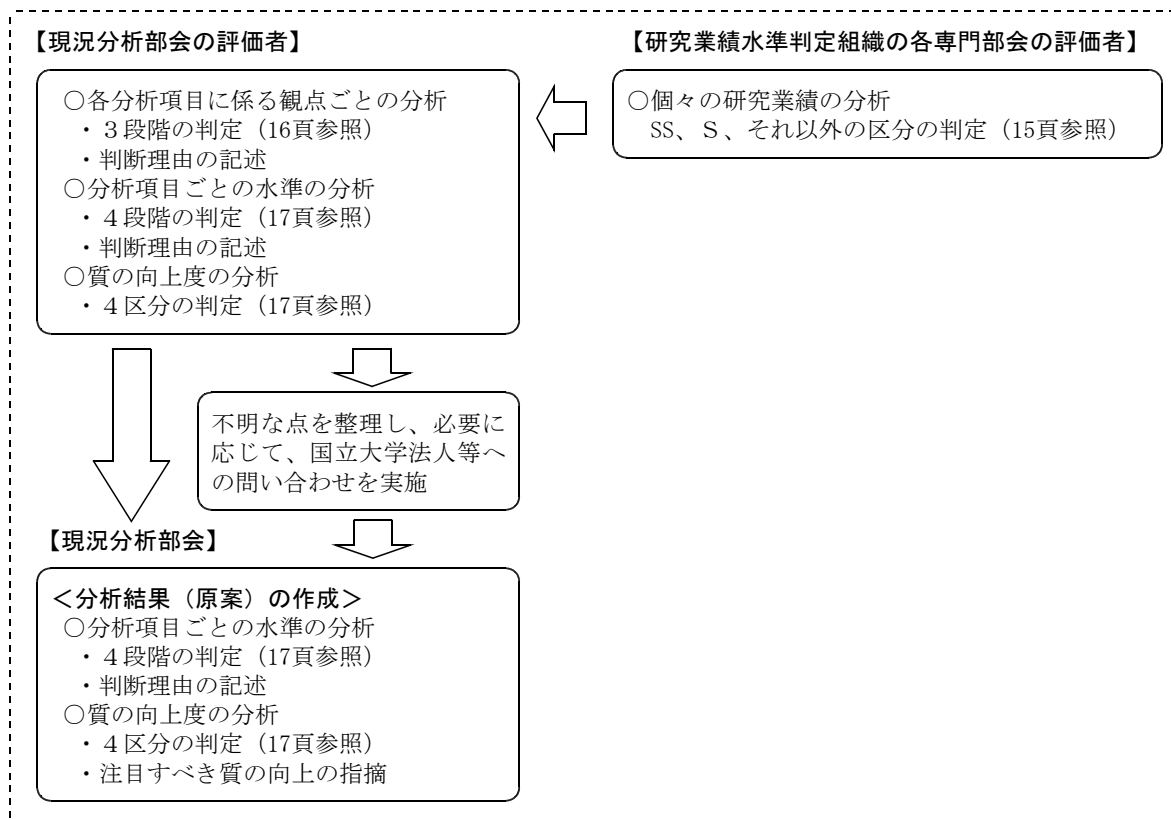 【現況分析部会の評価者】
○各分析項目に係る観点ごとの分析
・３段階の判定（16頁参照）
・判断理由の記述
○分析項目ごとの水準の分析
・４段階の判定（17頁参照）
・判断理由の記述
○質の向上度の分析
・４区分の判定（17頁参照）
【研究業績水準判定組織の各専門部会の評価者】
○個々の研究業績の分析
SS、Ｓ、それ以外の区分の判定（15頁参照）
不明な点を整理し、必要に
応じて、国立大学法人等へ
の問い合わせを実施
【現況分析部会】
＜分析結果（原案）の作成＞
○分析項目ごとの水準の分析
・４段階の判定（17頁参照）
・判断理由の記述
○質の向上度の分析
・４区分の判定（17頁参照）
・注目すべき質の向上の指摘